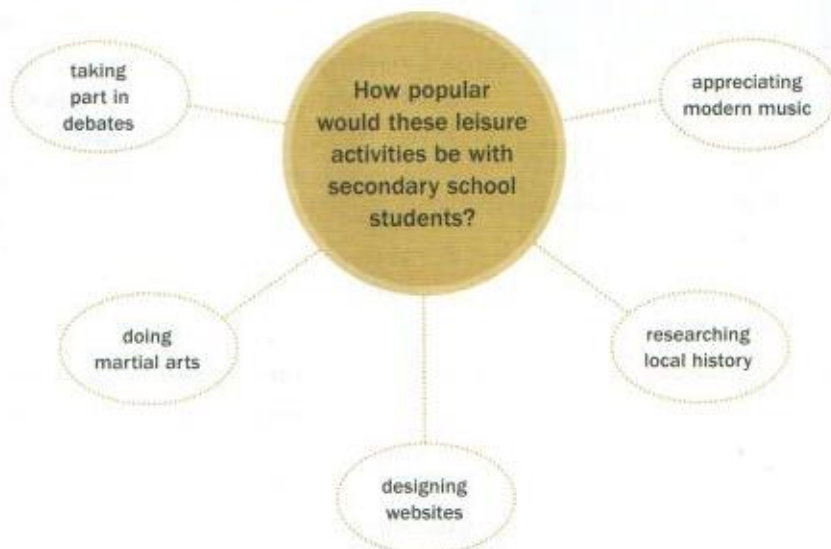 How popular
would these leisure
activities be with
secondary school
students?
taking
part in
debates
appreciating
modern music
doing
martial arts
researching
local history
designing
websites